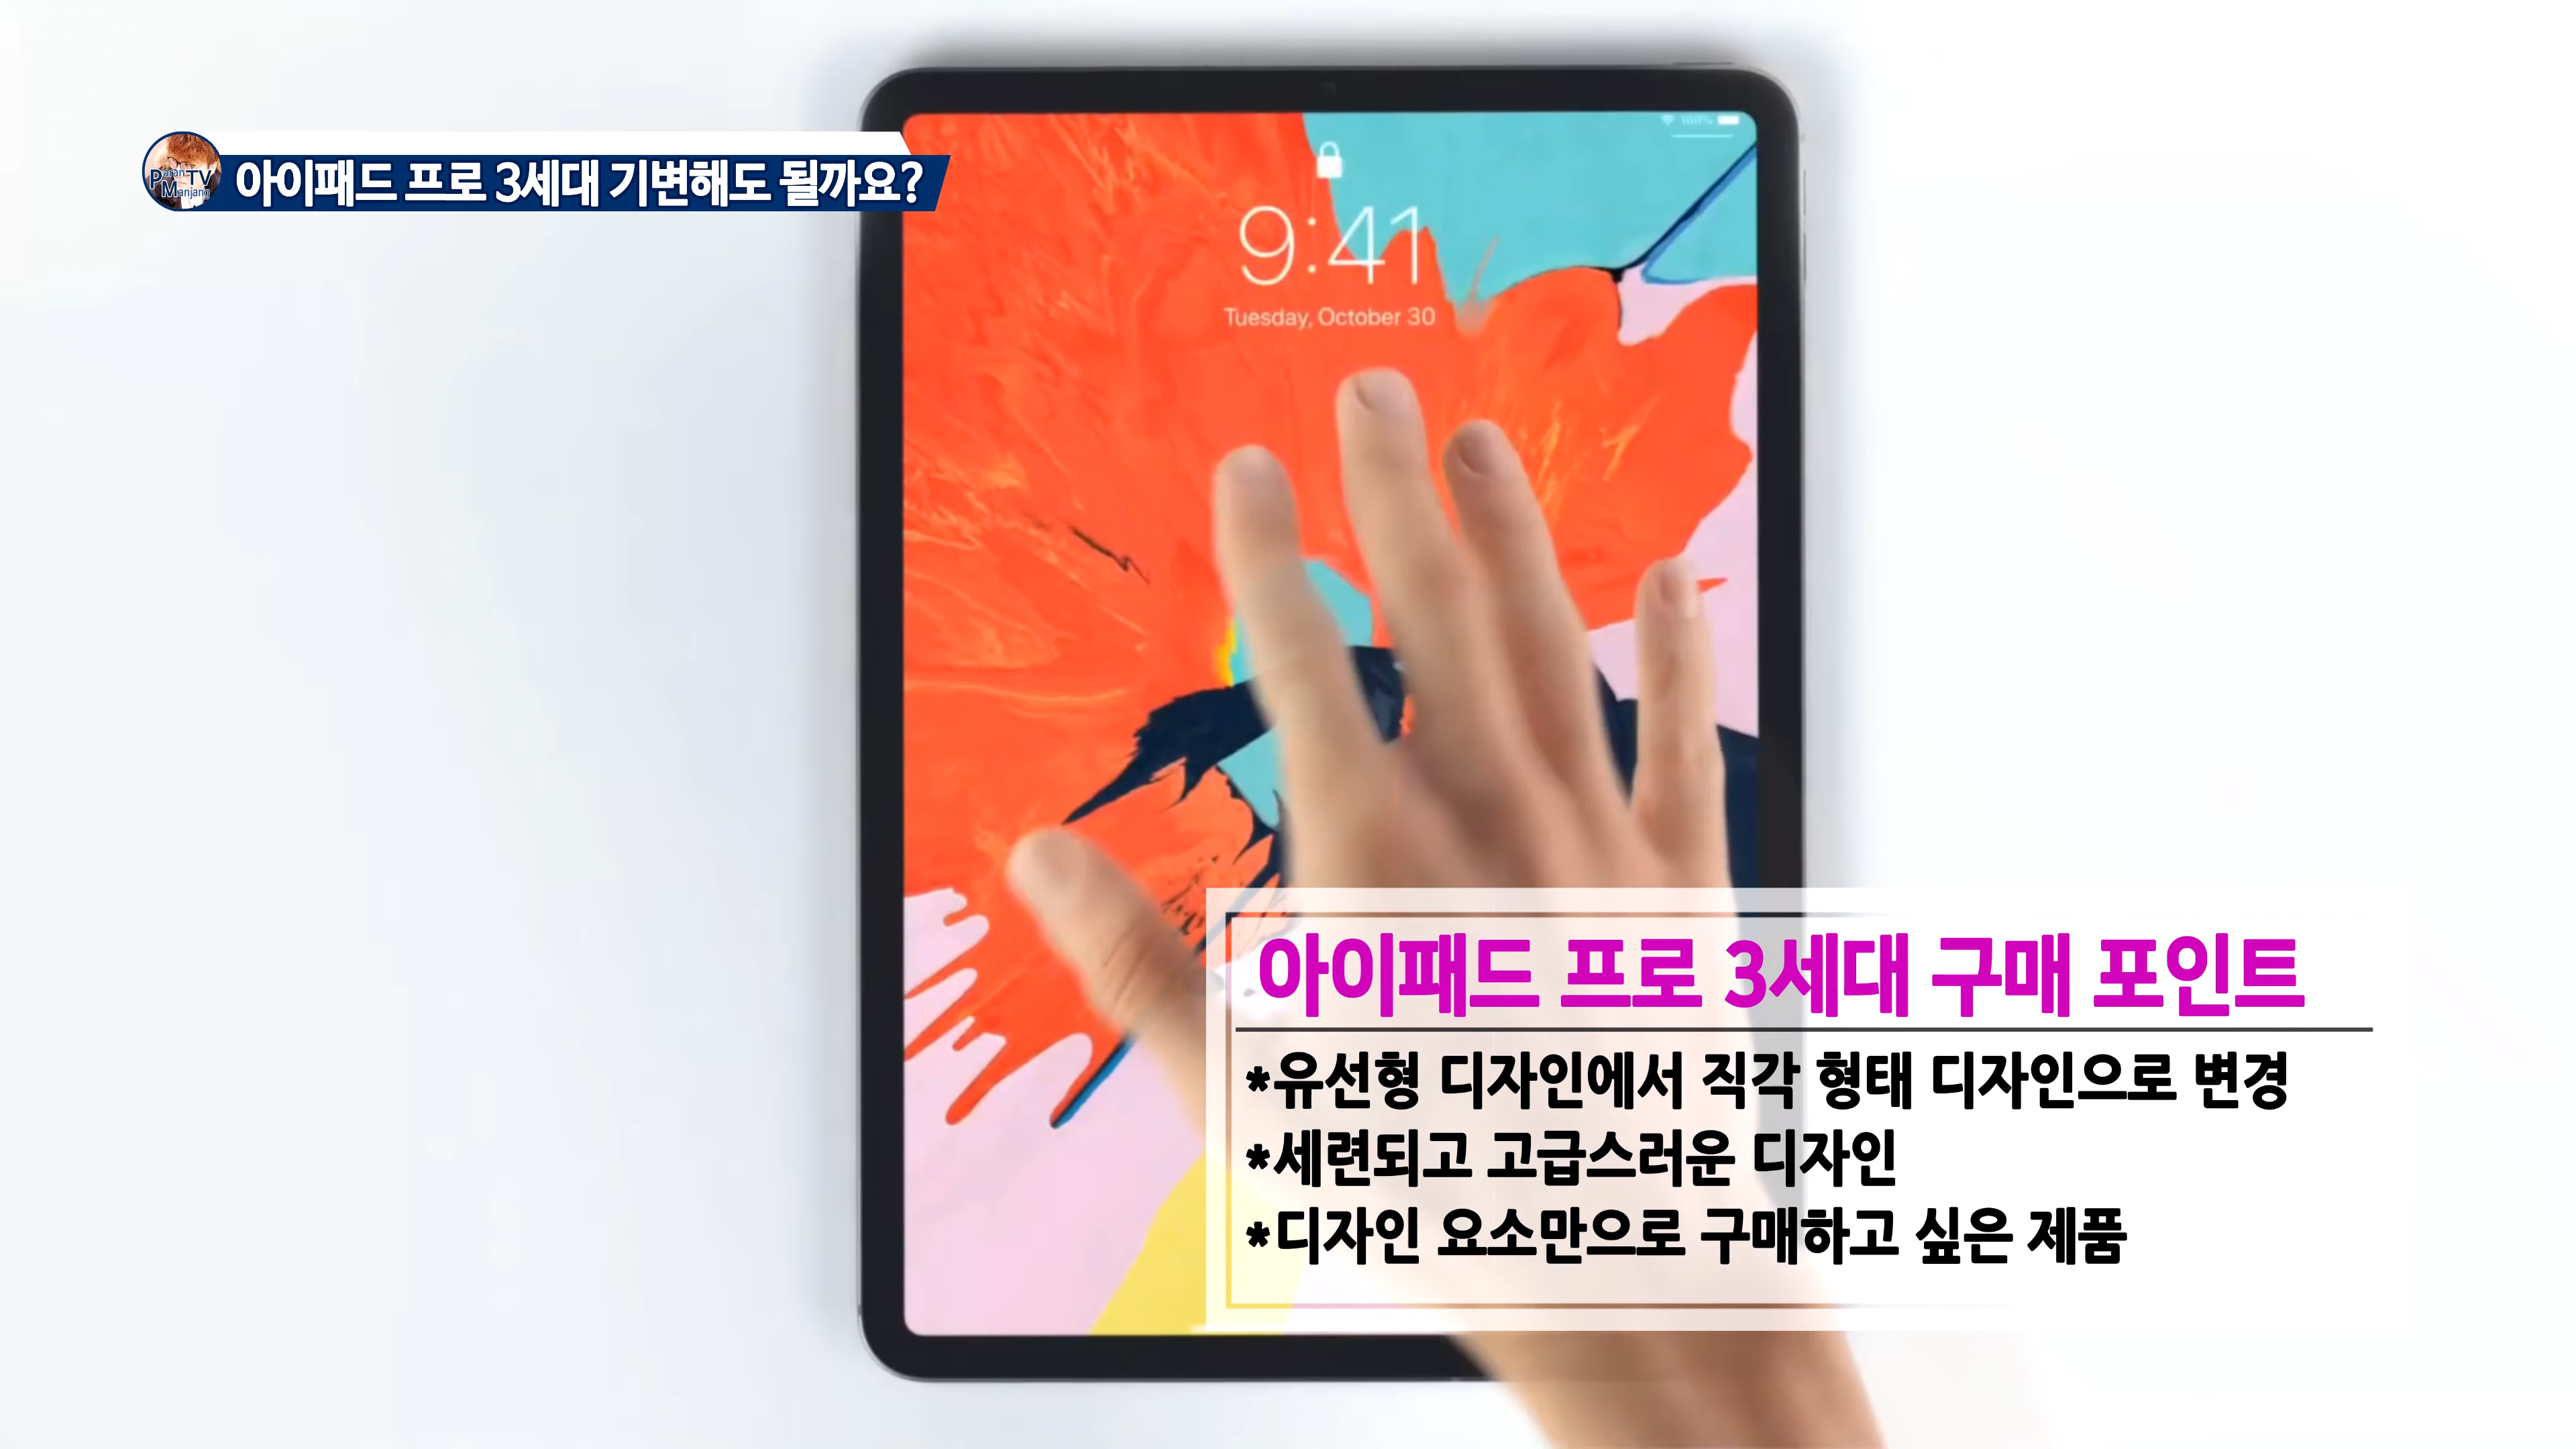 ParanManjang TV
아이패드 프로 3세대 기변해도 될까요?
100%
9:41
Tuesday, October 30
아이패드 프로 3세대 구매 포인트
*유선형 디자인에서 직각 형태 디자인으로 변경
*세련되고 고급스러운 디자인
*디자인 요소만으로 구매하고 싶은 제품